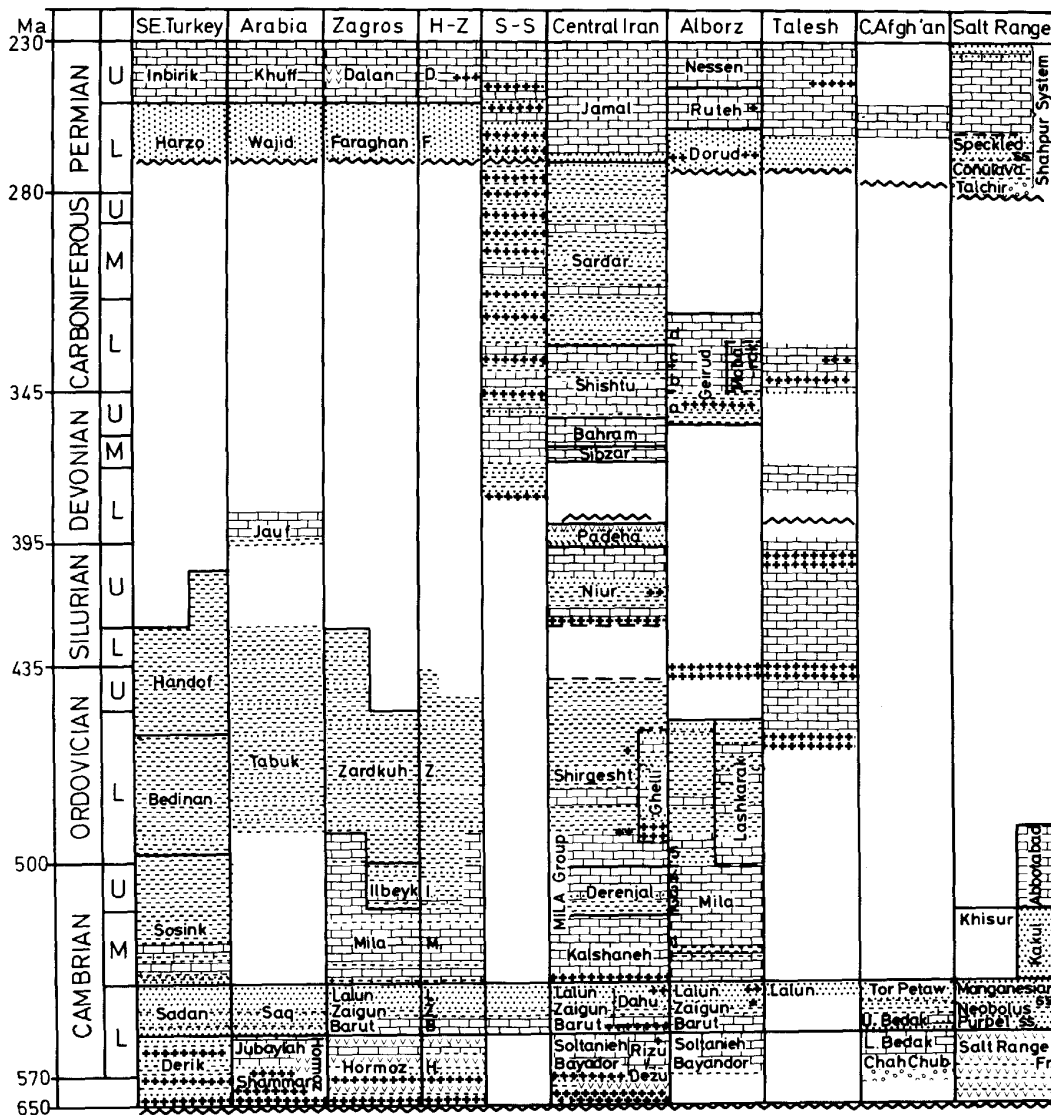 Ma SE.Turkey Arabia Zagros H-Z S-S Central Iran Alborz Talesh C.Afgh'an Salt Range
230
280
345
395
435
500
570
650
PERMIAN
CARBONIFEROUS
DEVONIAN
SILURIAN
ORDOVICIAN
CAMBRIAN
U
L
U
M
L
U
M
L
U
L
U
L
U
M
L
Inbirik
Harzo
Handof
Bedinan
Sosink
Sadan
Derik
Khuff
Wajid
Jauf
Tabuk
Saq
Jubaylah
Hormoz
Shammar
Dalan
Faraghan
Zardkuh
Ilbeyk
Mila
Lalun
Zaigun
Barut
Hormoz
D.
F.
Z.
I.
M.
L.
Z.
B.
H.
Jamal
Sardar
Shishtu
Bahram
Sibzar
Padeha
Niur
Shirgesht
Ghelli
MILA Group
Derenjal
Kalshaneh
Lalun
Dahu
Zaigun
Barut
Soltanieh
Rizu
Bayador
Dezu
Nessen
Ruteh
Dorud
Geirud
Lashkarak
Mila
Lalun
Zaigun
Barut
Soltanieh
Bayandor
Lalun.
Tor Petaw
U. Bedak
L. Bedak
Chah Chub
Shahpur System
Speckled
ss
Conulava
Talchir
Abbotabad
Khisur
Kakul
Manganesian
ss
Neobolus
Purpel ss.
Salt Range
Fr